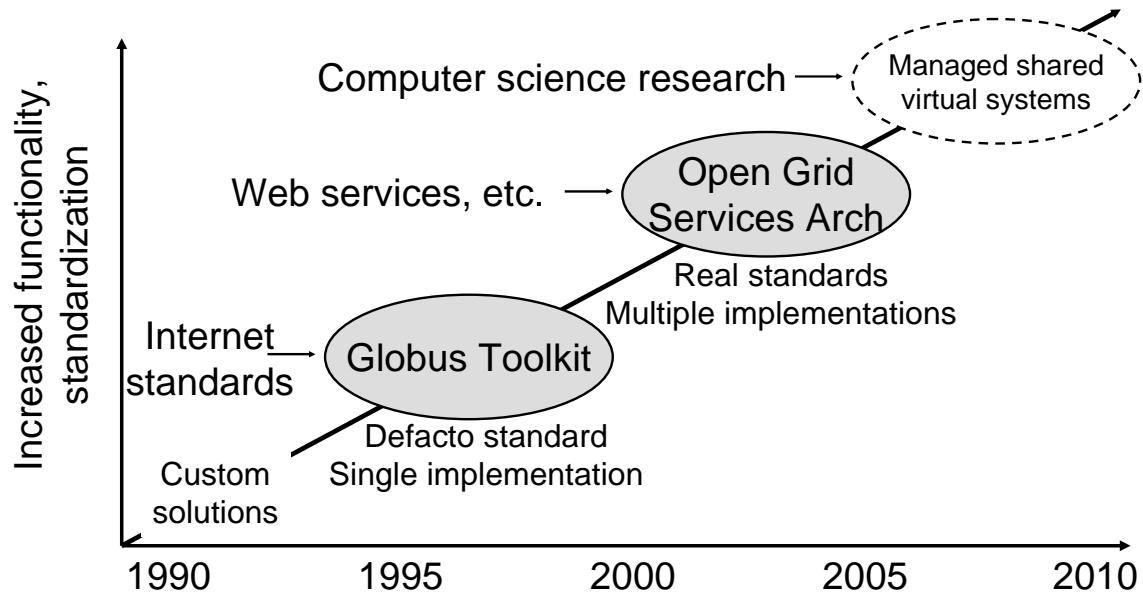 Increased functionality,
standardization
Computer science research
Managed shared
virtual systems
Web services, etc.
Open Grid
Services Arch
Real standards
Multiple implementations
Internet
standards
Globus Toolkit
Defacto standard
Single implementation
Custom
solutions
1990 1995 2000 2005 2010